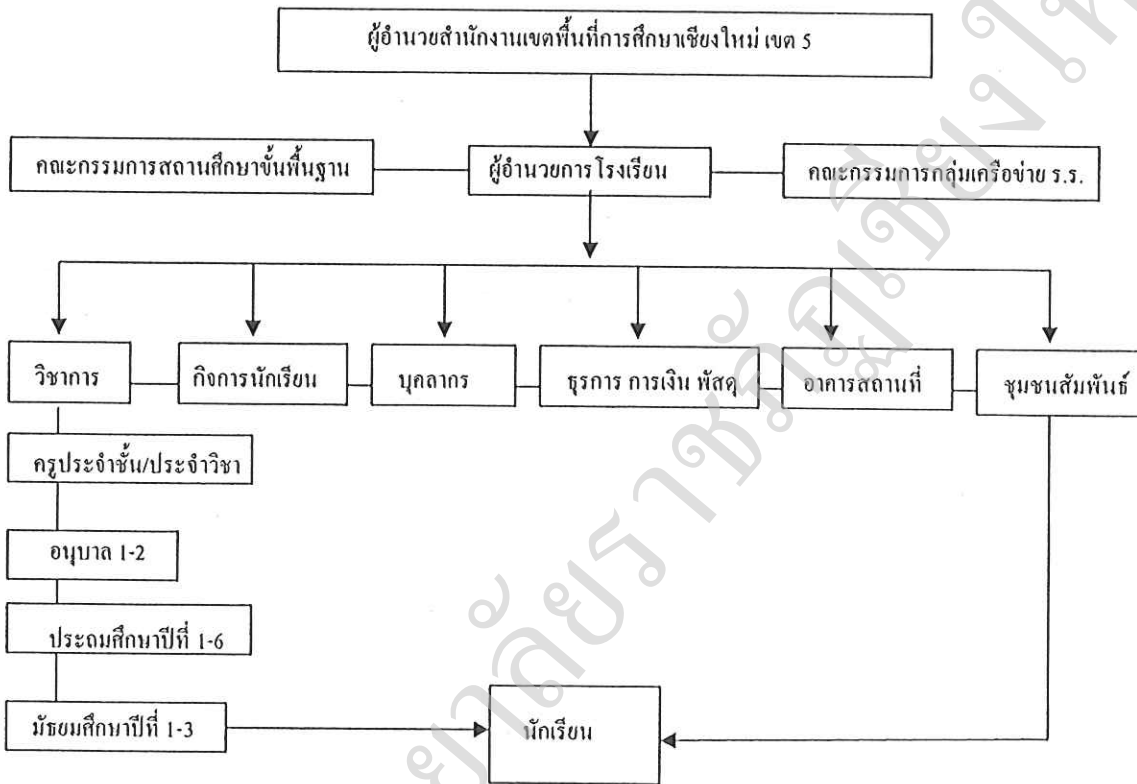 ผู้อำนวยสำนักงานเขตพื้นที่การศึกษาเชียงใหม่ เขต 5
คณะกรรมการสถานศึกษาขั้นพื้นฐาน
ผู้อำนวยการโรงเรียน
คณะกรรมการกลุ่มเครือข่าย ร.ร.
วิชาการ
กิจการนักเรียน
บุคลากร
ธุรการ การเงิน พัสดุ
อาคารสถานที่
ชุมชนสัมพันธ์
ครูประจำชั้น/ประจำวิชา
อนุบาล 1-2
ประถมศึกษาปีที่ 1-6
มัธยมศึกษาปีที่ 1-3
นักเรียน